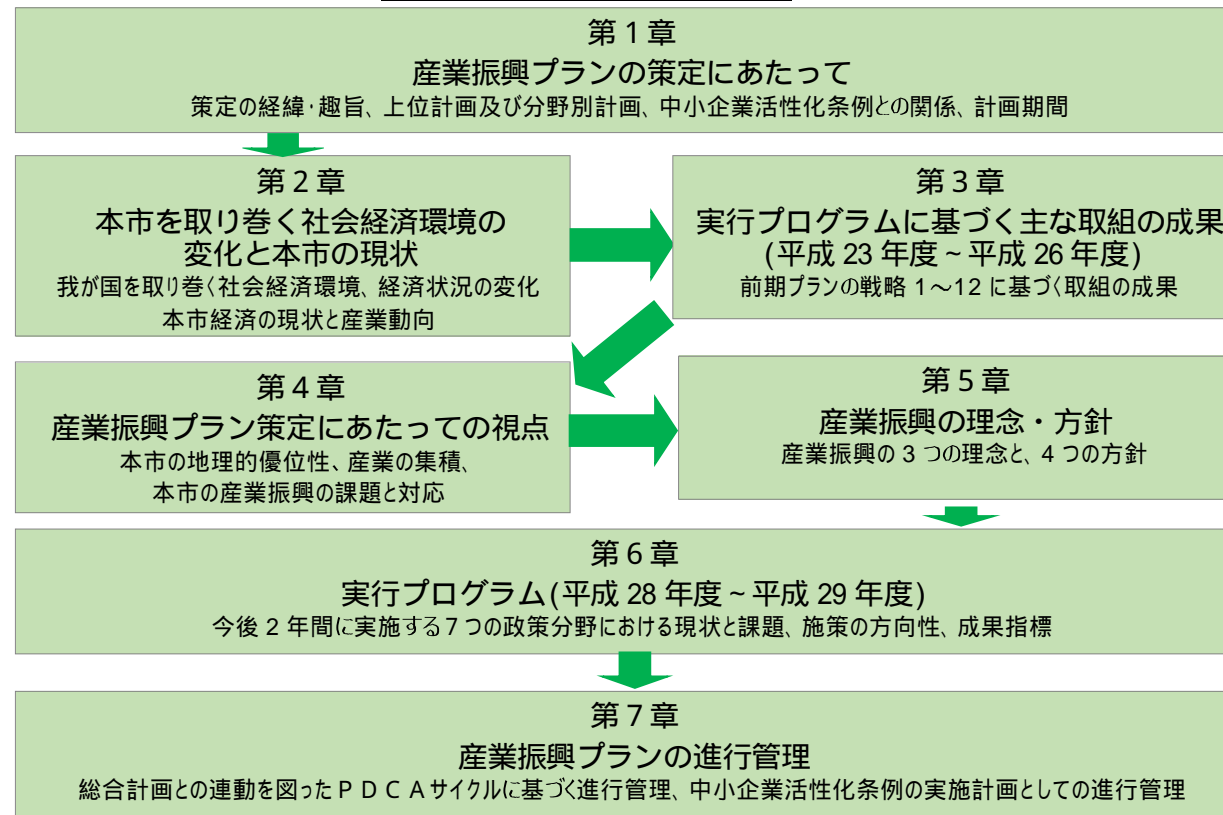 第１章
産業振興プランの策定にあたって
策定の経緯・趣旨、上位計画及び分野別計画、中小企業活性化条例との関係、計画期間
第２章
本市を取り巻く社会経済環境の
変化と本市の現状
我が国を取り巻く社会経済環境、経済状況の変化
本市経済の現状と産業動向
第３章
実行プログラムに基づく主な取組の成果
(平成 23 年度～平成 26 年度)
前期プランの戦略 1～12 に基づく取組の成果
第４章
産業振興プラン策定にあたっての視点
本市の地理的優位性、産業の集積、
本市の産業振興の課題と対応
第５章
産業振興の理念・方針
産業振興の 3 つの理念と、4 つの方針
第６章
実行プログラム(平成 28 年度～平成 29 年度)
今後 2 年間に実施する７つの政策分野における現状と課題、施策の方向性、成果指標
第７章
産業振興プランの進行管理
総合計画との連動を図ったＰＤＣＡサイクルに基づく進行管理、中小企業活性化条例の実施計画としての進行管理